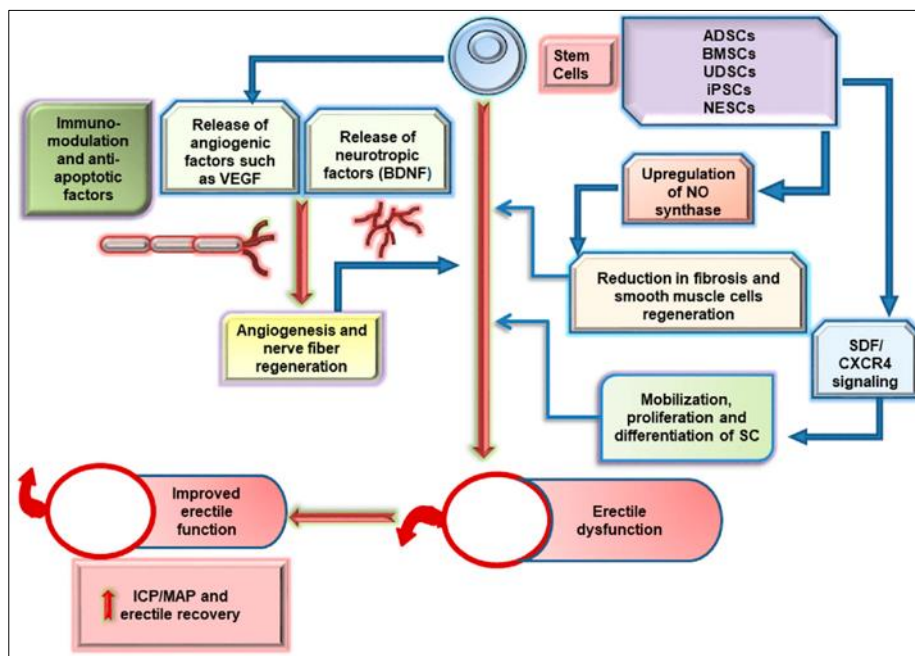 Stem
Cells
ADSCs
BMSCs
UDSCs
iPSCs
NESCs
Immuno-
modulation
and anti-
apoptotic
factors
Release of
angiogenic
factors such
as VEGF
Release of
neurotropic
factors (BDNF)
Upregulation
of NO
synthase
Reduction in fibrosis and
smooth muscle cells
regeneration
Angiogenesis and
nerve fiber
regeneration
SDF/
CXCR4
signaling
Mobilization,
proliferation and
differentiation of SC
Improved
erectile
function
Erectile
dysfunction
ICP/MAP and
erectile recovery